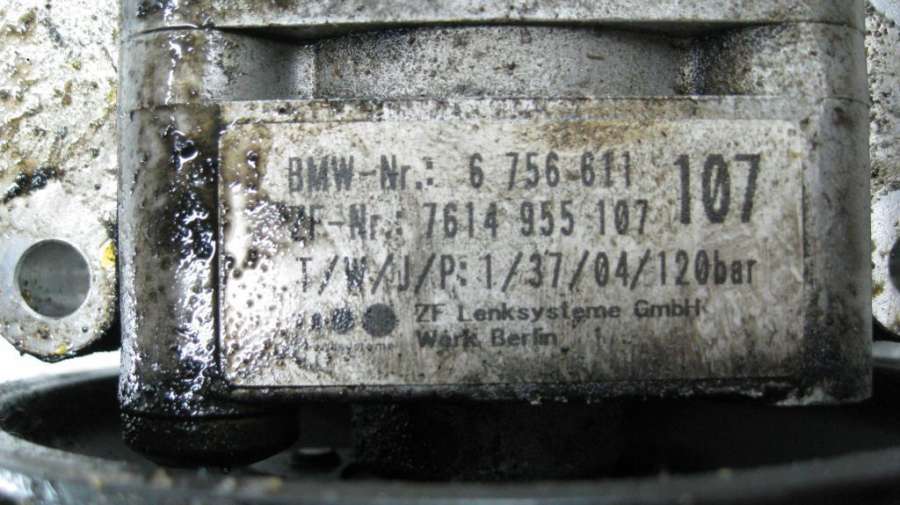 BMW-Nr.: 6 756 611 107
ZF-Nr.: 7614 955 107
T/W/J/P: 1/37/04/120bar
ZF Lenksysteme GmbH
Werk Berlin